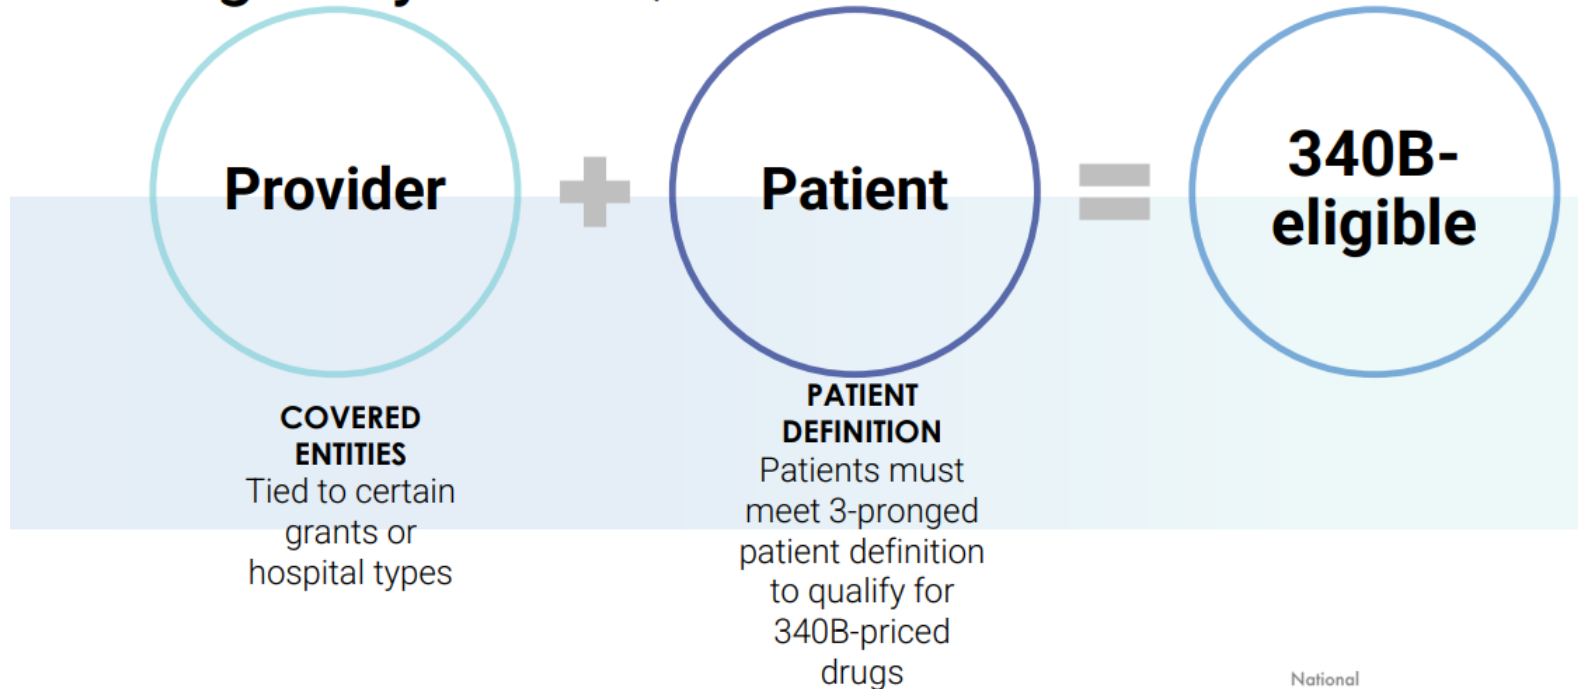 Provider
Patient
340B-
eligible
COVERED
ENTITIES
Tied to certain
grants or
hospital types
PATIENT
DEFINITION
Patients must
meet 3-pronged
patient definition
to qualify for
340B-priced
drugs
National